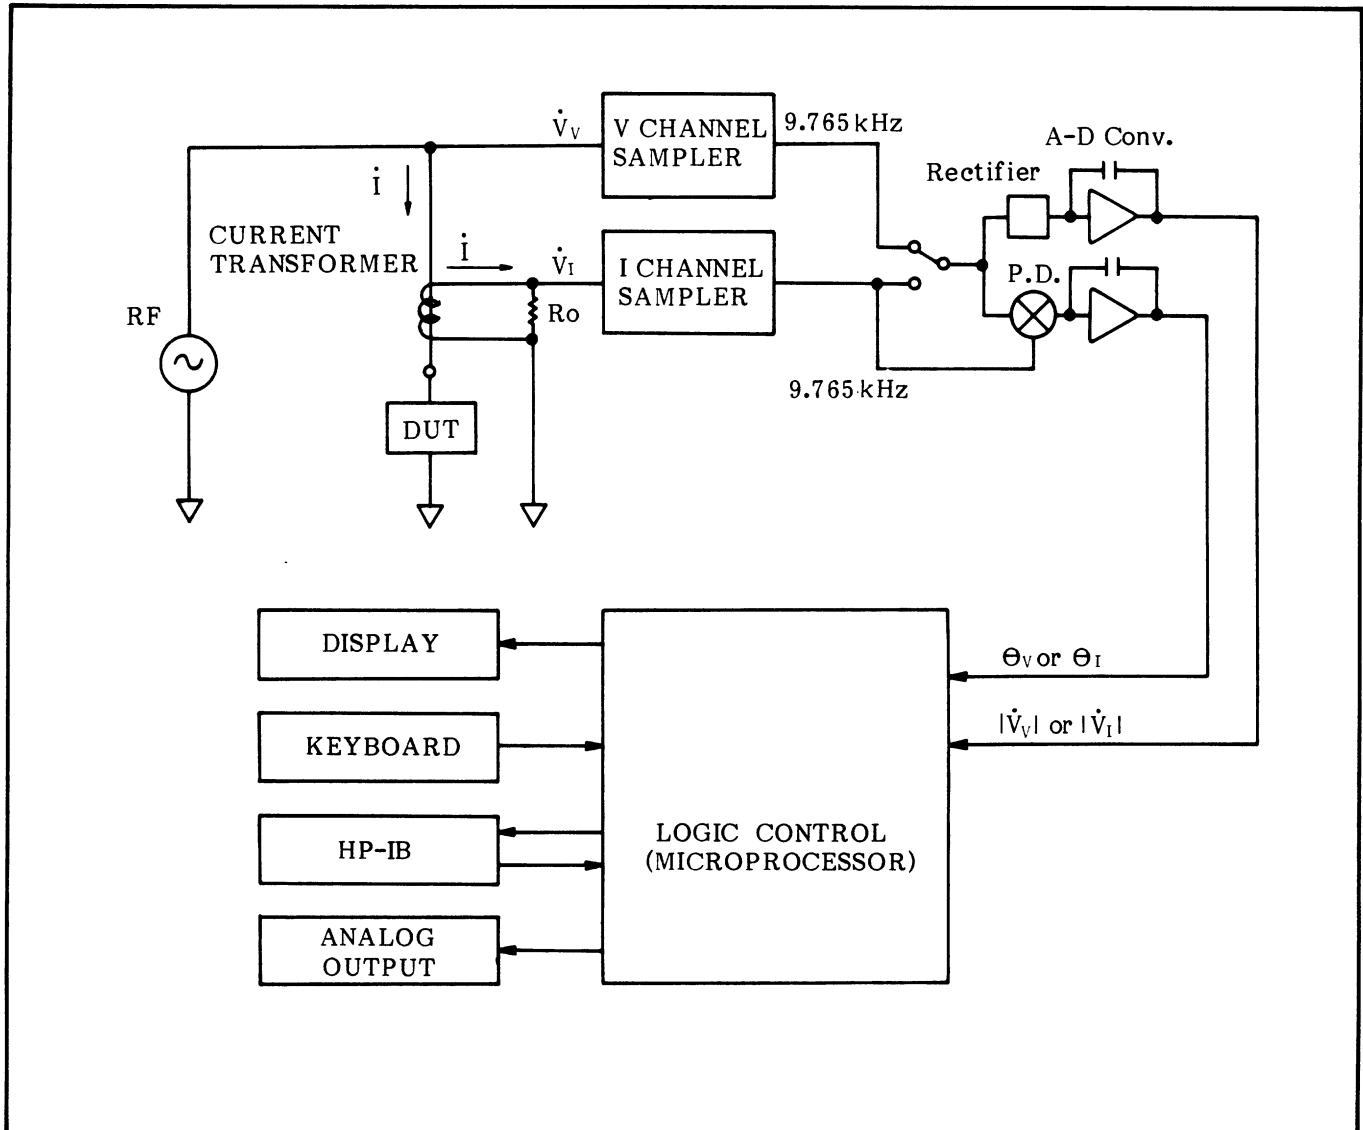 V̇V
V CHANNEL
SAMPLER
9.765 kHz
A-D Conv.
Rectifier
İ
CURRENT
TRANSFORMER
İ
V̇I
I CHANNEL
SAMPLER
P.D.
RF
Ro
9.765 kHz
DUT
DISPLAY
ΘV or ΘI
KEYBOARD
|V̇V| or |V̇I|
LOGIC CONTROL
(MICROPROCESSOR)
HP-IB
ANALOG
OUTPUT